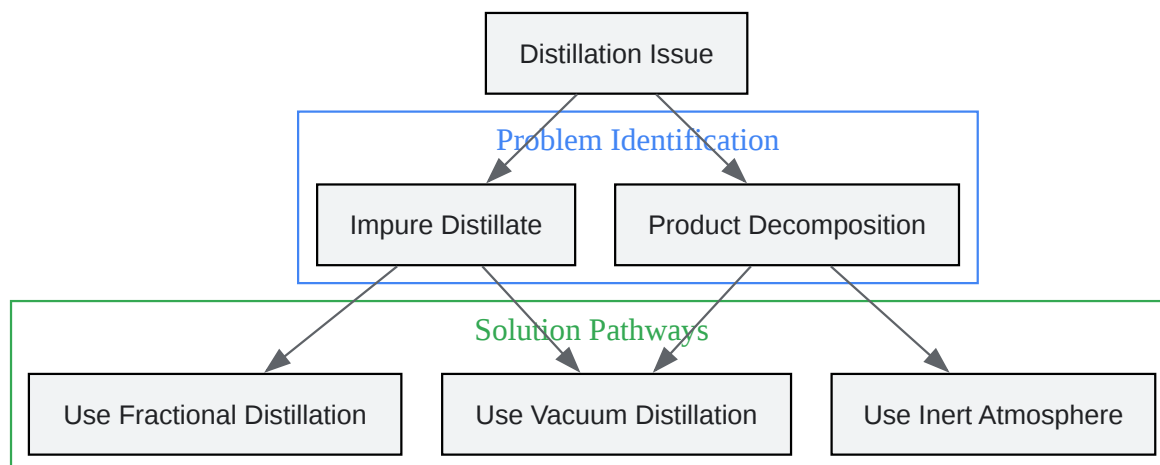 Distillation Issue
Problem Identification
Impure Distillate
Product Decomposition
Solution Pathways
Use Fractional Distillation
Use Vacuum Distillation
Use Inert Atmosphere